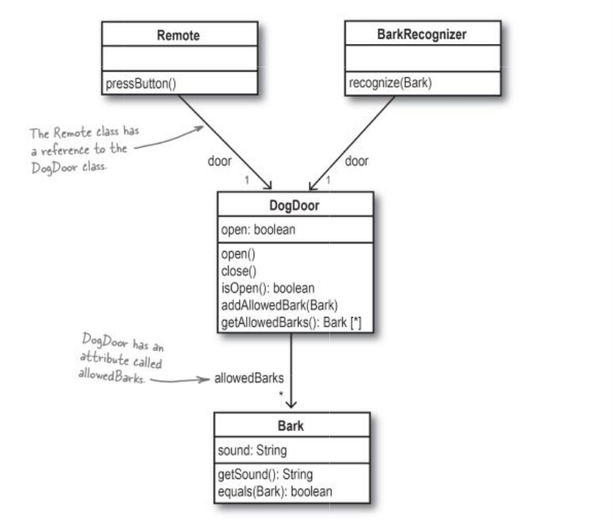 Remote
pressButton()
BarkRecognizer
recognize(Bark)
The Remote class has
a reference to the
DogDoor class.
door
1
door
1
DogDoor
open: boolean
open()
close()
isOpen(): boolean
addAllowedBark(Bark)
getAllowedBarks(): Bark [*]
DogDoor has an
attribute called
allowedBarks.
allowedBarks
*
Bark
sound: String
getSound(): String
equals(Bark): boolean